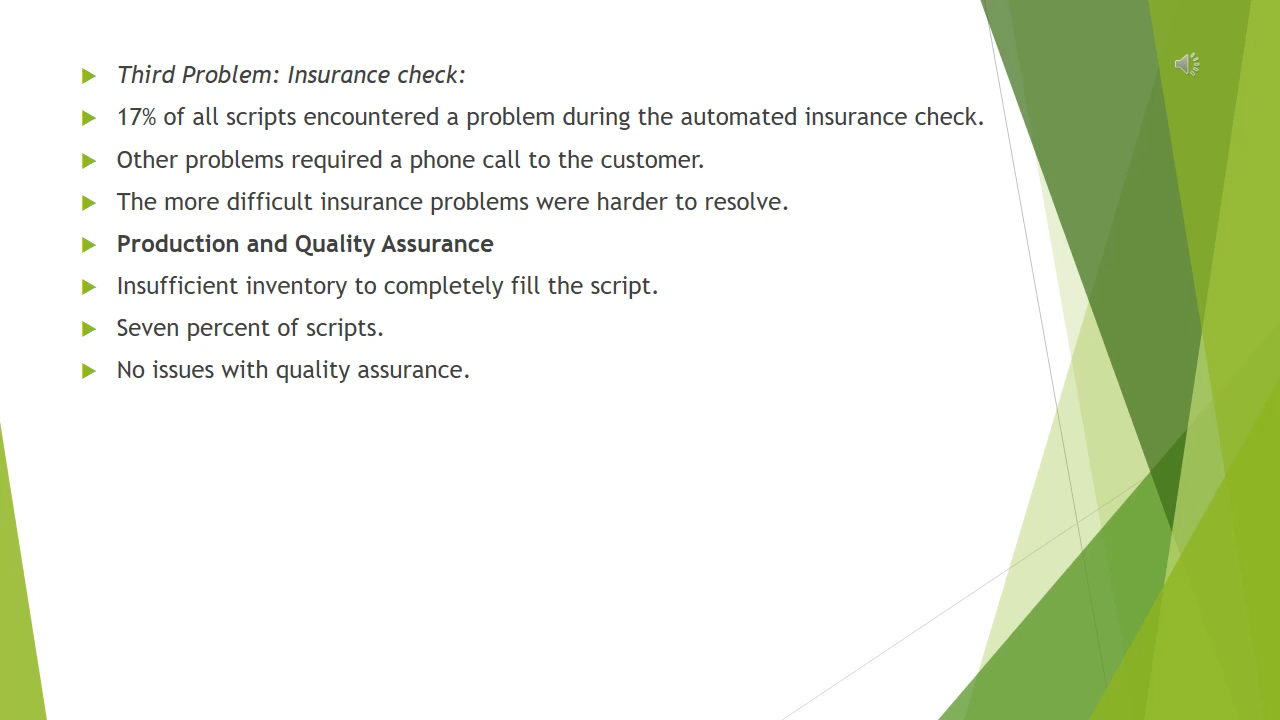 Third Problem: Insurance check:
17% of all scripts encountered a problem during the automated insurance check.
Other problems required a phone call to the customer.
The more difficult insurance problems were harder to resolve.
Production and Quality Assurance
Insufficient inventory to completely fill the script.
Seven percent of scripts.
No issues with quality assurance.